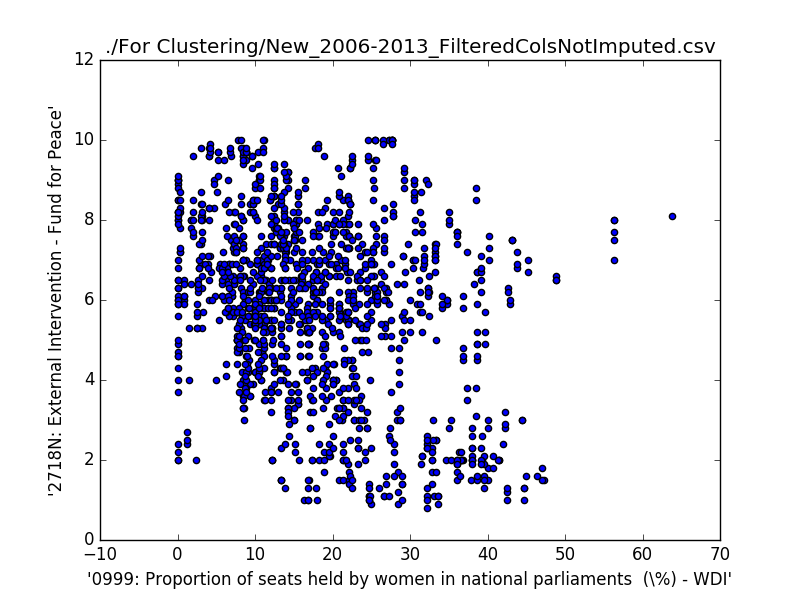 ./For Clustering/New_2006-2013_FilteredColsNotImputed.csv
12
10
8
6
4
2
0
'2718N: External Intervention - Fund for Peace'
−10 0 10 20 30 40 50 60 70
'0999: Proportion of seats held by women in national parliaments  (\%) - WDI'